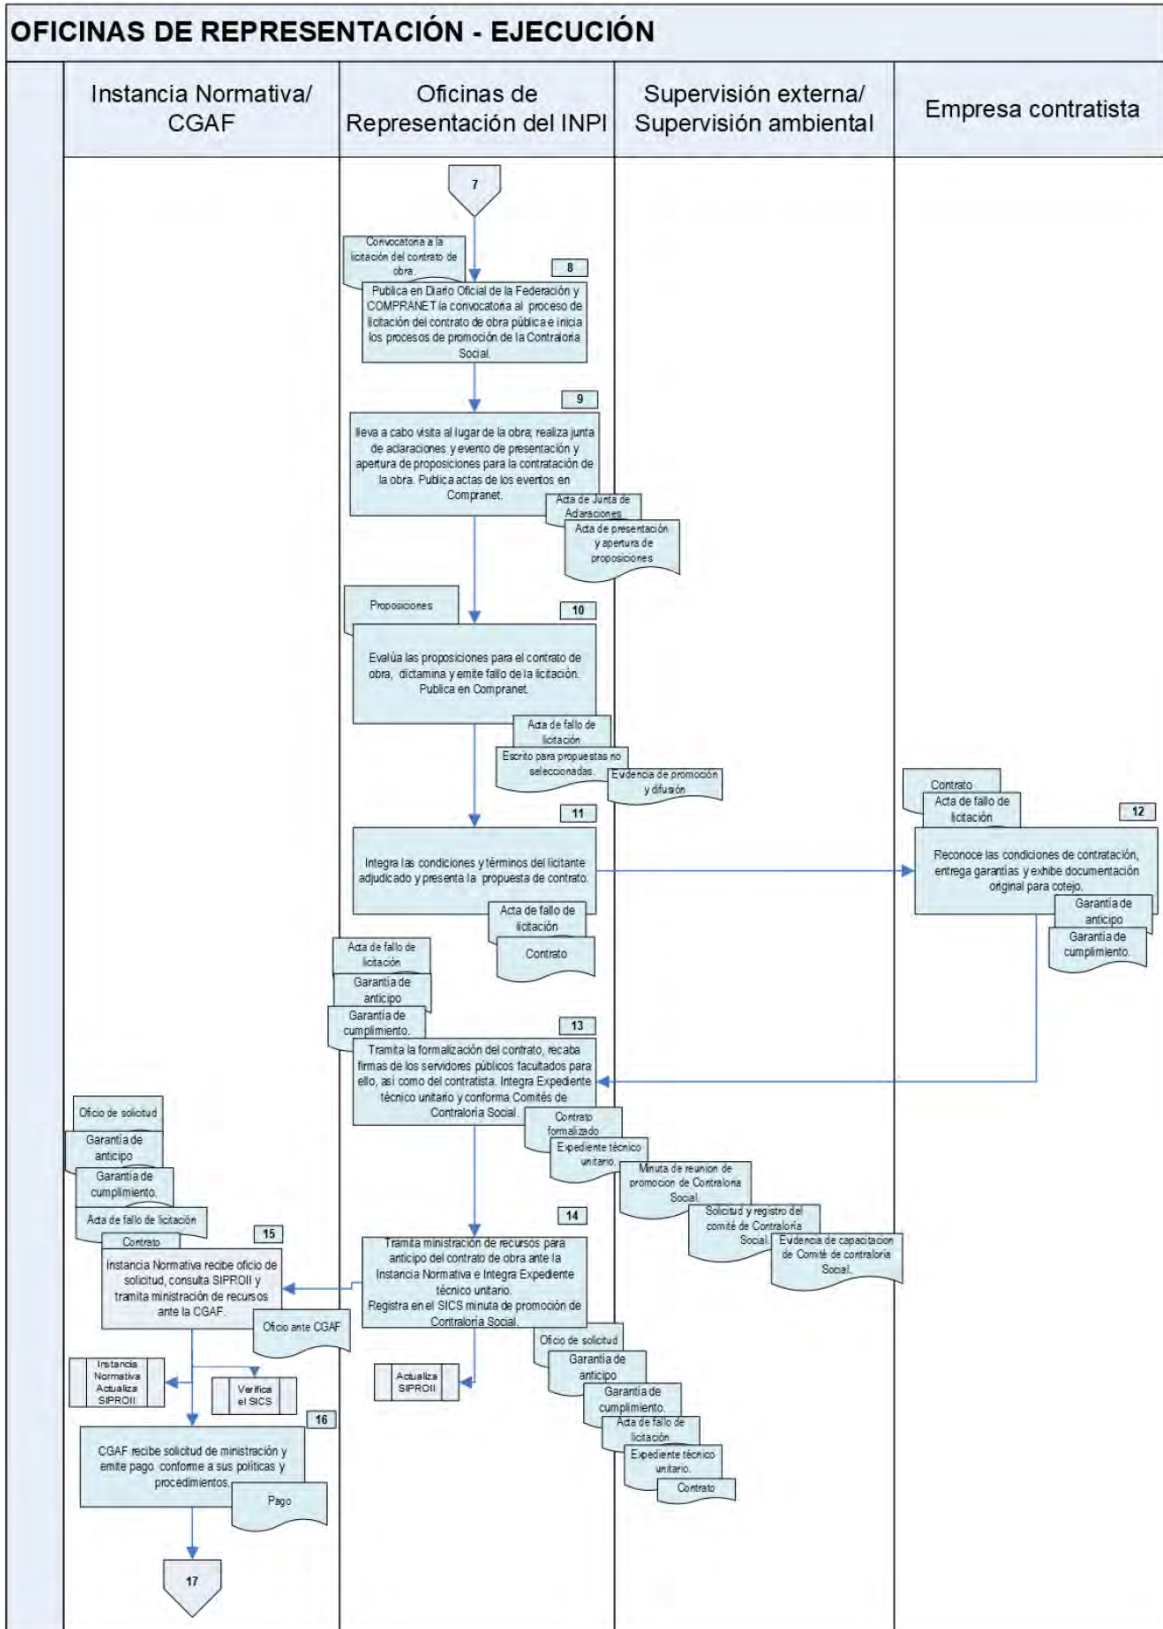 OFICINAS DE REPRESENTACIÓN - EJECUCIÓN
Instancia Normativa/
CGAF
Oficinas de
Representación del INPI
Supervisión externa/
Supervisión ambiental
Empresa contratista
7
Convocatoria a la
licitación del contrato de
obra.
8
Publica en Diario Oficial de la Federación y
COMPRANET la convocatoria al proceso de
licitación del contrato de obra pública e inicia
los procesos de promoción de la Contraloría
Social.
9
lleva a cabo visita al lugar de la obra; realiza junta
de aclaraciones y evento de presentación y
apertura de proposiciones para la contratación de
la obra. Publica actas de los eventos en
Compranet.
Acta de Junta de
Aclaraciones
Acta de presentación
y apertura de
proposiciones
Proposiciones
10
Evalúa las proposiciones para el contrato de
obra, dictamina y emite fallo de la licitación.
Publica en Compranet.
Acta de fallo de
licitación
Escrito para propuestas no
seleccionadas.
Evidencia de promoción
y difusión
11
Integra las condiciones y términos del licitante
adjudicado y presenta la propuesta de contrato.
Acta de fallo de
licitación
Contrato
Contrato
Acta de fallo de
licitación
12
Reconoce las condiciones de contratación,
entrega garantías y exhibe documentación
original para cotejo.
Garantía de
anticipo
Garantía de
cumplimiento.
Acta de fallo de
licitación
Garantía de
anticipo
Garantía de
cumplimiento.
13
Tramita la formalización del contrato, recaba
firmas de los servidores públicos facultados para
ello, así como del contratista. Integra Expediente
técnico unitario y conforma Comités de
Contraloría Social.
Contrato
formalizado
Expediente técnico
unitario.
Minuta de reunion de
promocion de Contraloria
Social.
Solicitud y registro del
comité de Contraloría
Social.
Evidencia de capacitacion
de Comité de contraloria
Social.
14
Tramita ministración de recursos para
anticipo del contrato de obra ante la
Instancia Normativa e Integra Expediente
técnico unitario.
Registra en el SICS minuta de promoción de
Contraloría Social.
Oficio de solicitud
Garantía de
anticipo
Garantía de
cumplimiento.
Acta de fallo de
licitación
Expediente técnico
unitario.
Contrato
Actualiza
SIPROII
Oficio de solicitud
Garantía de
anticipo
Garantía de
cumplimiento.
Acta de fallo de licitación
Contrato
15
Instancia Normativa recibe oficio de
solicitud, consulta SIPROII y
tramita ministración de recursos
ante la CGAF.
Oficio ante CGAF
Instancia
Normativa
Actualiza
SIPROII
Verifica
el SICS
16
CGAF recibe solicitud de ministración y
emite pago conforme a sus políticas y
procedimientos.
Pago
17